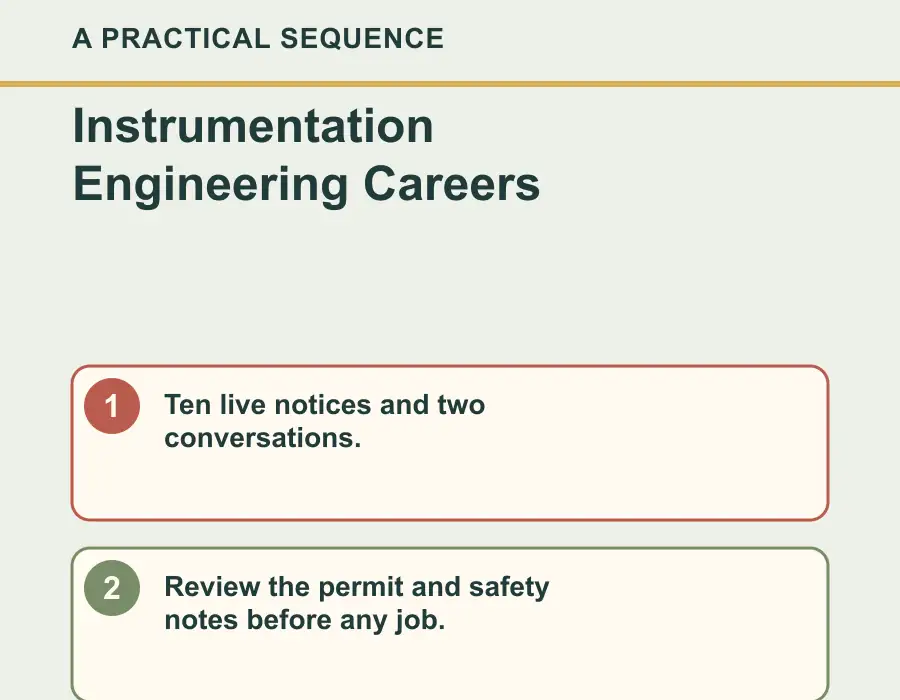 A PRACTICAL SEQUENCE
Instrumentation
Engineering Careers
1
Ten live notices and two
conversations.
2
Review the permit and safety
notes before any job.